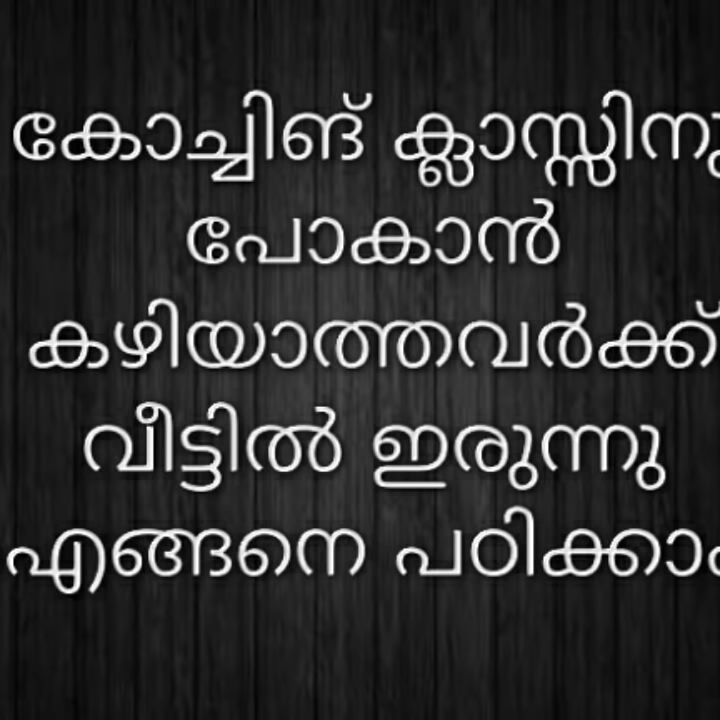 കോച്ചിങ് ക്ലാസ്സിനു
പോകാൻ
കഴിയാത്തവർക്ക്
വീട്ടിൽ ഇരുന്നു
എങ്ങനെ പഠിക്കാം